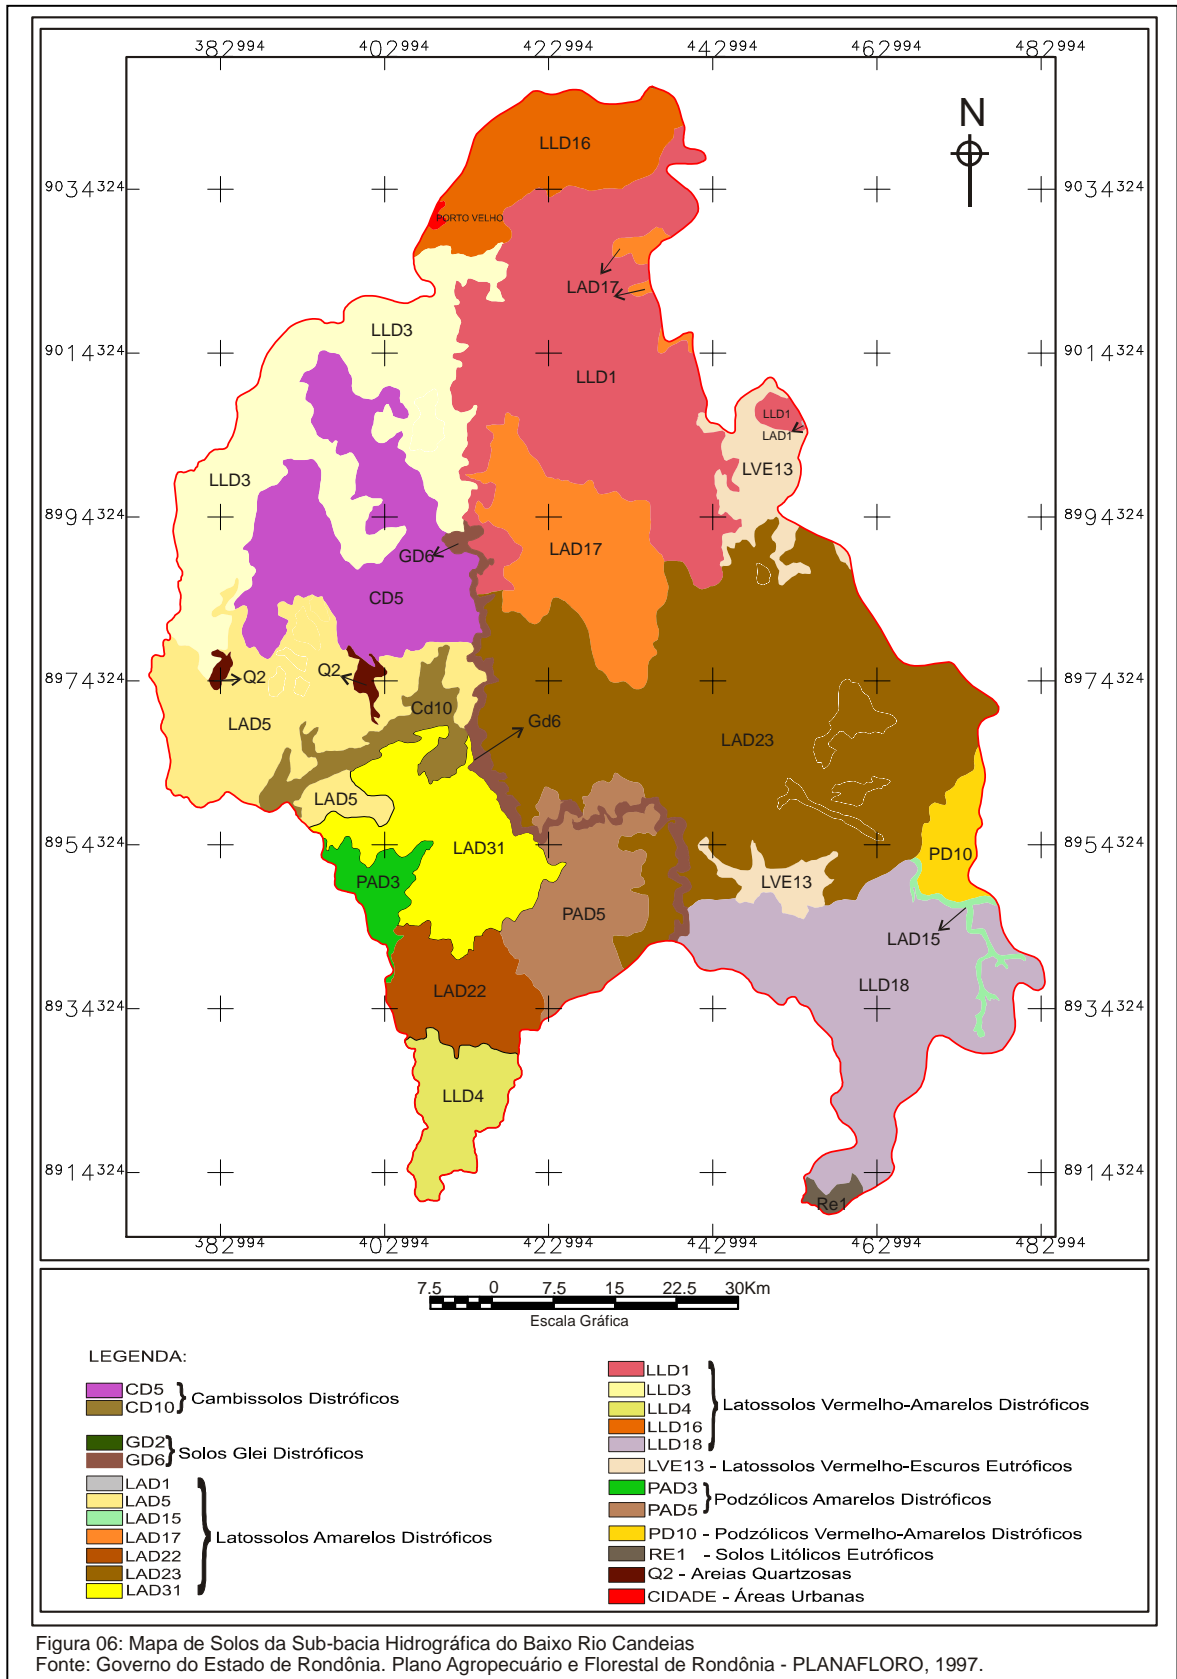 382994 402994 422994 442994 462994 482994
N
LLD16
9034324 9034324
PORTO VELHO
LAD17
LLD3
9014324 9014324
LLD1
LLD1
LAD1
LLD3 LVE13
8994324 8994324
GD6 LAD17
CD5
Q2 Q2
8974324 8974324
Cd10 Gd6
LAD5 LAD23
LAD5
8954324 8954324
LAD31 PD10
PAD3 LVE13
PAD5
LAD15
LLD18
LAD22
8934324 8934324
LLD4
8914324 8914324
Re1
382994 402994 422994 442994 462994 482994
7.5 0 7.5 15 22.5 30Km
Escala Gráfica
LEGENDA:
CD5
CD10
Cambissolos Distróficos
GD2
GD6
Solos Glei Distróficos
LAD1
LAD5
LAD15
LAD17
LAD22
LAD23
LAD31
Latossolos Amarelos Distróficos
LLD1
LLD3
LLD4
LLD16
LLD18
Latossolos Vermelho-Amarelos Distróficos
LVE13 - Latossolos Vermelho-Escuros Eutróficos
PAD3
PAD5
Podzólicos Amarelos Distróficos
PD10 - Podzólicos Vermelho-Amarelos Distróficos
RE1 - Solos Litólicos Eutróficos
Q2 - Areias Quartzosas
CIDADE - Áreas Urbanas
Figura 06: Mapa de Solos da Sub-bacia Hidrográfica do Baixo Rio Candeias
Fonte: Governo do Estado de Rondônia. Plano Agropecuário e Florestal de Rondônia - PLANAFLORO, 1997.